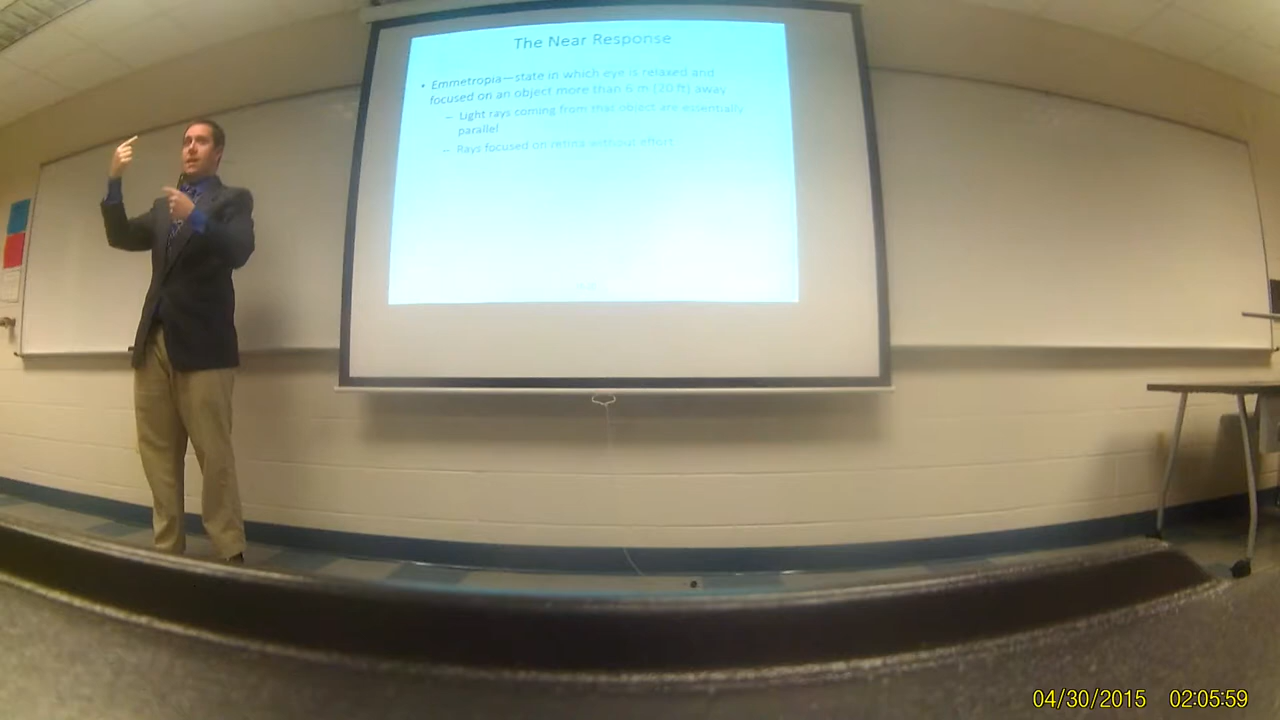 The Near Response
• Emmetropia—state in which eye is relaxed and
focused on an object more than 6 m (20 ft) away
– Light rays coming from that object are essentially
parallel
– Rays focused on retina without effort
04/30/2015 02:05:59